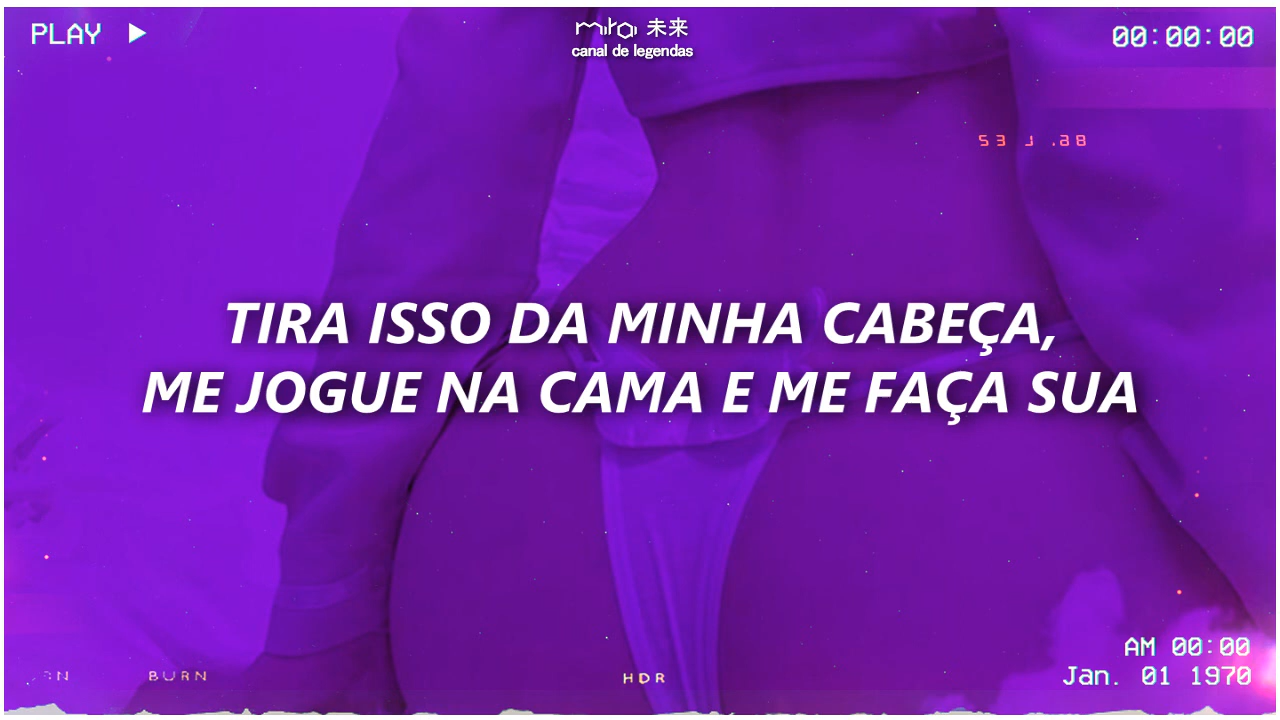 PLAY
00:00:00
mirai 未来
canal de legendas
TIRA ISSO DA MINHA CABEÇA,
ME JOGUE NA CAMA E ME FAÇA SUA
BURN
HDR
AM 00:00
Jan. 01 1970